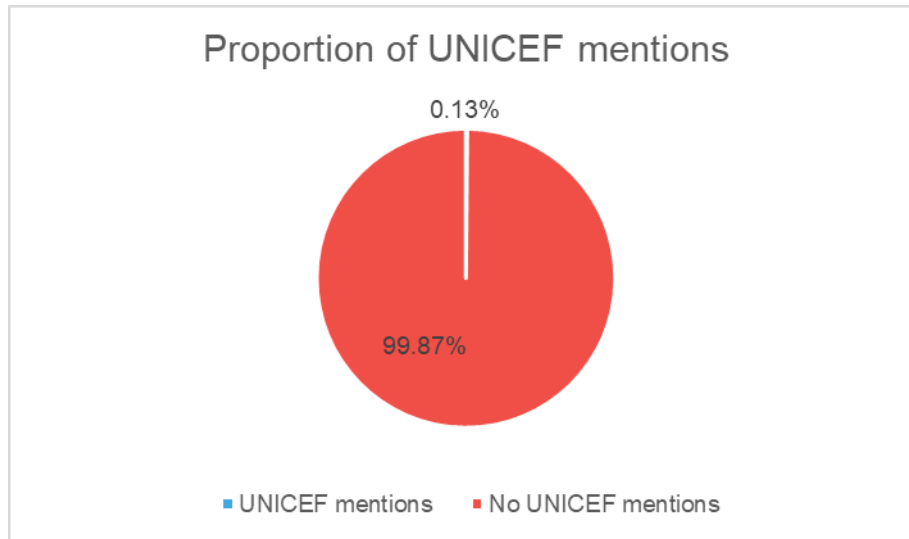 Proportion of UNICEF mentions
0.13%
99.87%
UNICEF mentions No UNICEF mentions